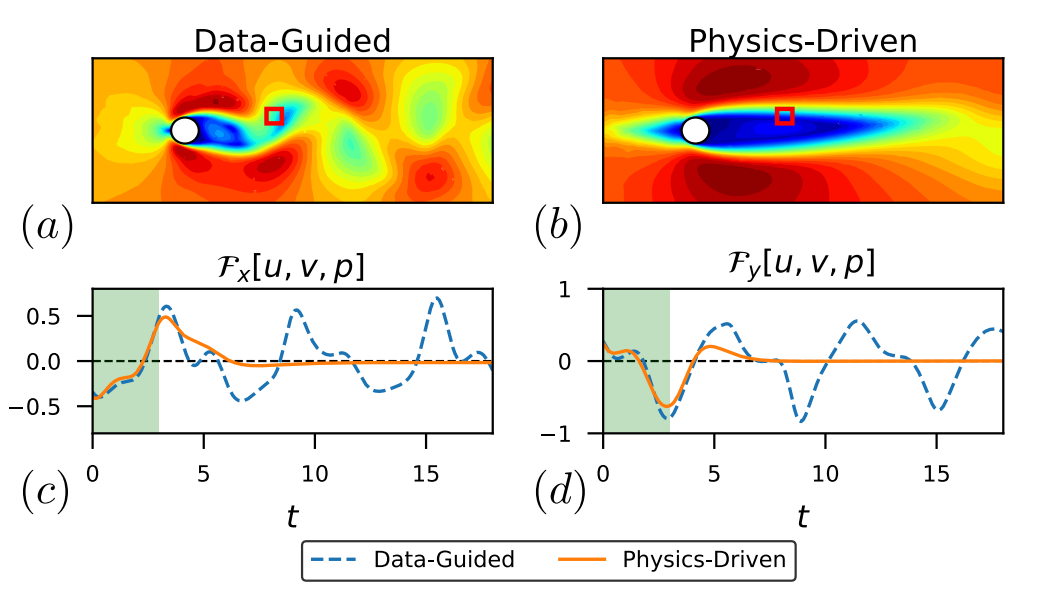 Data-Guided
Physics-Driven
(a)
(b)
𝓕ₓ[u, v, p]
𝓕ᵧ[u, v, p]
0.5
0.0
−0.5
1
0
−1
0 5 10 15
0 5 10 15
(c)
(d)
t
t
Data-Guided Physics-Driven